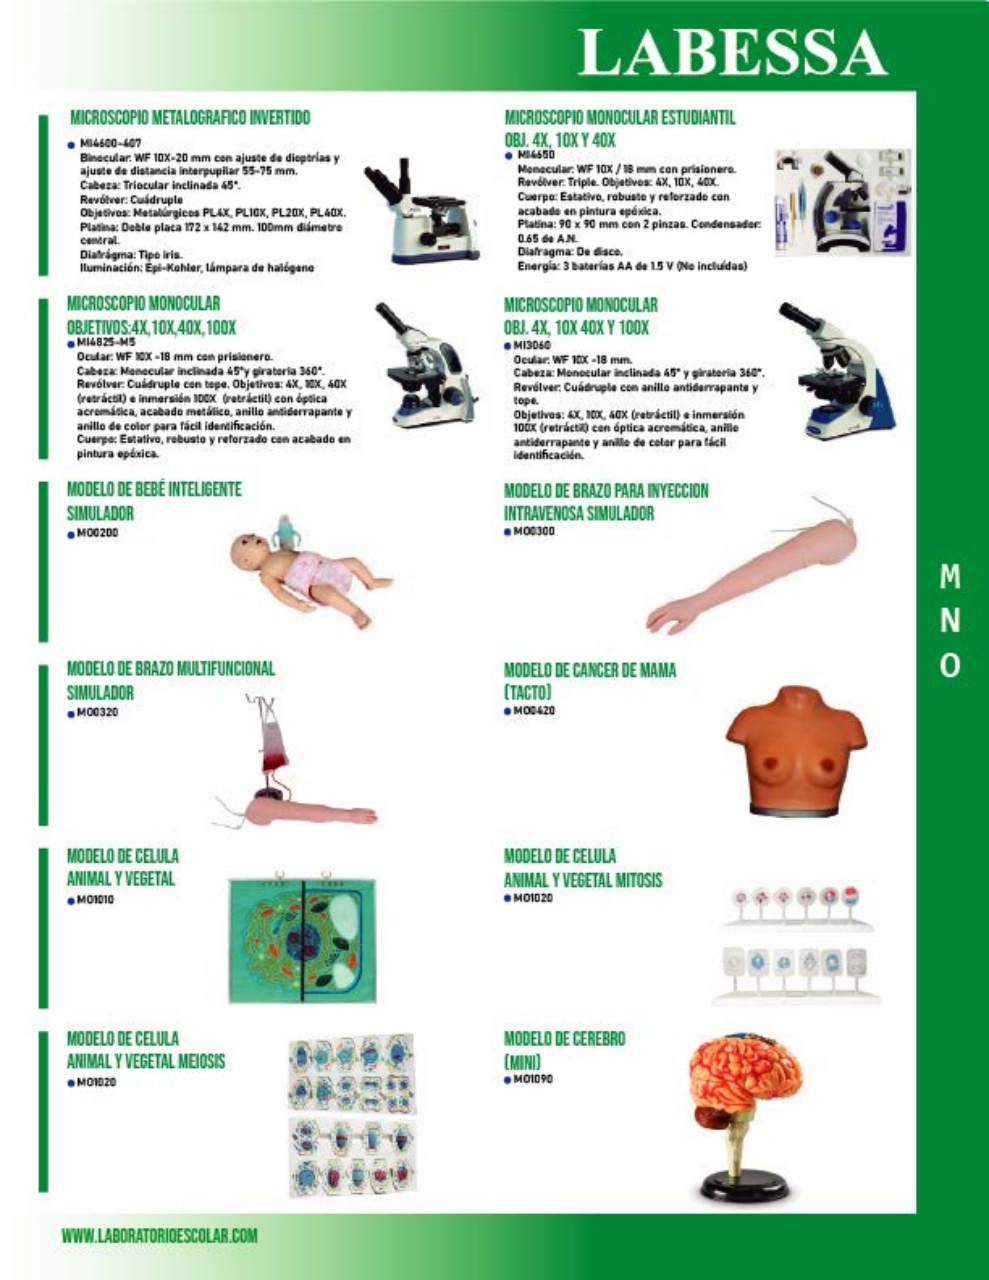 LABESSA
MICROSCOPIO METALOGRAFICO INVERTIDO
MI4600-407
Binocular: WF 10X-20 mm con ajuste de dioptrías y
ajuste de distancia interpupilar 55-75 mm.
Cabeza: Triocular inclinada 45°.
Revólver: Cuádruple
Objetivos: Metalúrgicos PL4X, PL10X, PL20X, PL40X.
Platina: Doble placa 172 x 142 mm. 100mm diámetro
central.
Diafrágma: Tipo iris.
Iluminación: Epi-Kohler, lámpara de halógeno
MICROSCOPIO MONOCULAR ESTUDIANTIL
OBJ. 4X, 10X Y 40X
MI4650
Monocular: WF 10X / 18 mm con prisionero.
Revólver: Triple. Objetivos: 4X, 10X, 40X.
Cuerpo: Estativo, robusto y reforzado con
acabado en pintura epóxica.
Platina: 90 x 90 mm con 2 pinzas. Condensador:
0.65 de A.N.
Diafragma: De disco.
Energía: 3 baterías AA de 1.5 V (No incluídas)
MICROSCOPIO MONOCULAR
OBJETIVOS:4X,10X,40X,100X
MI4825-M5
Ocular: WF 10X -18 mm con prisionero.
Cabeza: Monocular inclinada 45°y giratoria 360°.
Revólver: Cuádruple con tope. Objetivos: 4X, 10X, 40X
(retráctil) e inmersión 100X (retráctil) con óptica
acromática, acabado metálico, anillo antiderrapante y
anillo de color para fácil identificación.
Cuerpo: Estativo, robusto y reforzado con acabado en
pintura epóxica.
MICROSCOPIO MONOCULAR
OBJ. 4X, 10X 40X Y 100X
MI3060
Ocular: WF 10X -18 mm.
Cabeza: Monocular inclinada 45° y giratoria 360°.
Revólver: Cuádruple con anillo antiderrapante y
tope.
Objetivos: 4X, 10X, 40X (retráctil) e inmersión
100X (retráctil) con óptica acromática, anillo
antiderrapante y anillo de color para fácil
identificación.
MODELO DE BEBÉ INTELIGENTE
SIMULADOR
MO0200
MODELO DE BRAZO PARA INYECCION
INTRAVENOSA SIMULADOR
MO0300
MODELO DE BRAZO MULTIFUNCIONAL
SIMULADOR
MO0320
MODELO DE CANCER DE MAMA
(TACTO)
MO0420
MODELO DE CELULA
ANIMAL Y VEGETAL
MO1010
MODELO DE CELULA
ANIMAL Y VEGETAL MITOSIS
MO1020
MODELO DE CELULA
ANIMAL Y VEGETAL MEIOSIS
MO1020
MODELO DE CEREBRO
(MINI)
MO1090
M
N
O
WWW.LABORATORIOESCOLAR.COM